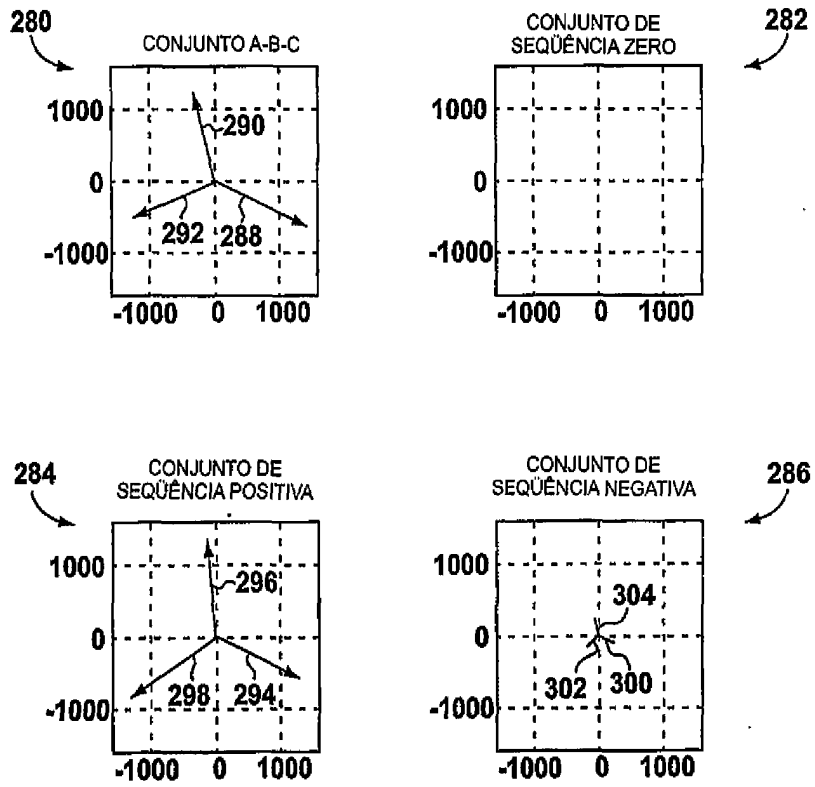 280
CONJUNTO A-B-C
1000
0
-1000
290
292
288
-1000 0 1000
CONJUNTO DE
SEQÜÊNCIA ZERO
282
1000
0
-1000
-1000 0 1000
284
CONJUNTO DE
SEQÜÊNCIA POSITIVA
1000
0
-1000
296
298
294
-1000 0 1000
CONJUNTO DE
SEQÜÊNCIA NEGATIVA
286
1000
0
-1000
304
302
300
-1000 0 1000